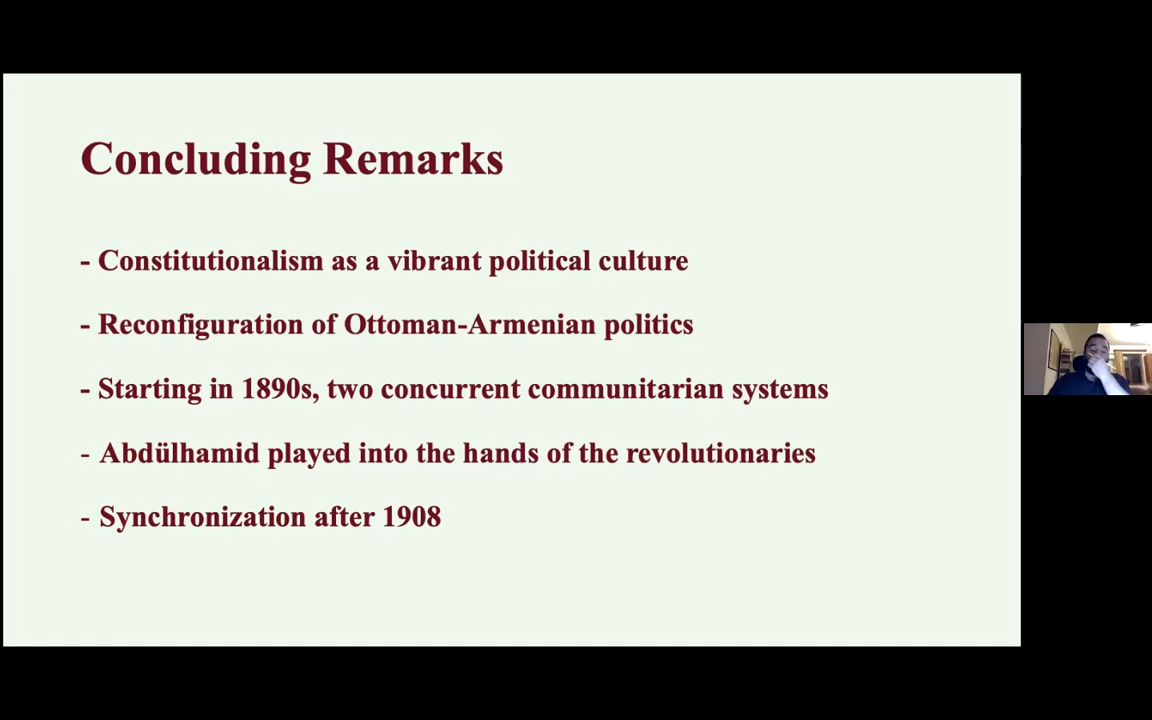 Concluding Remarks
- Constitutionalism as a vibrant political culture
- Reconfiguration of Ottoman-Armenian politics
- Starting in 1890s, two concurrent communitarian systems
- Abdülhamid played into the hands of the revolutionaries
- Synchronization after 1908